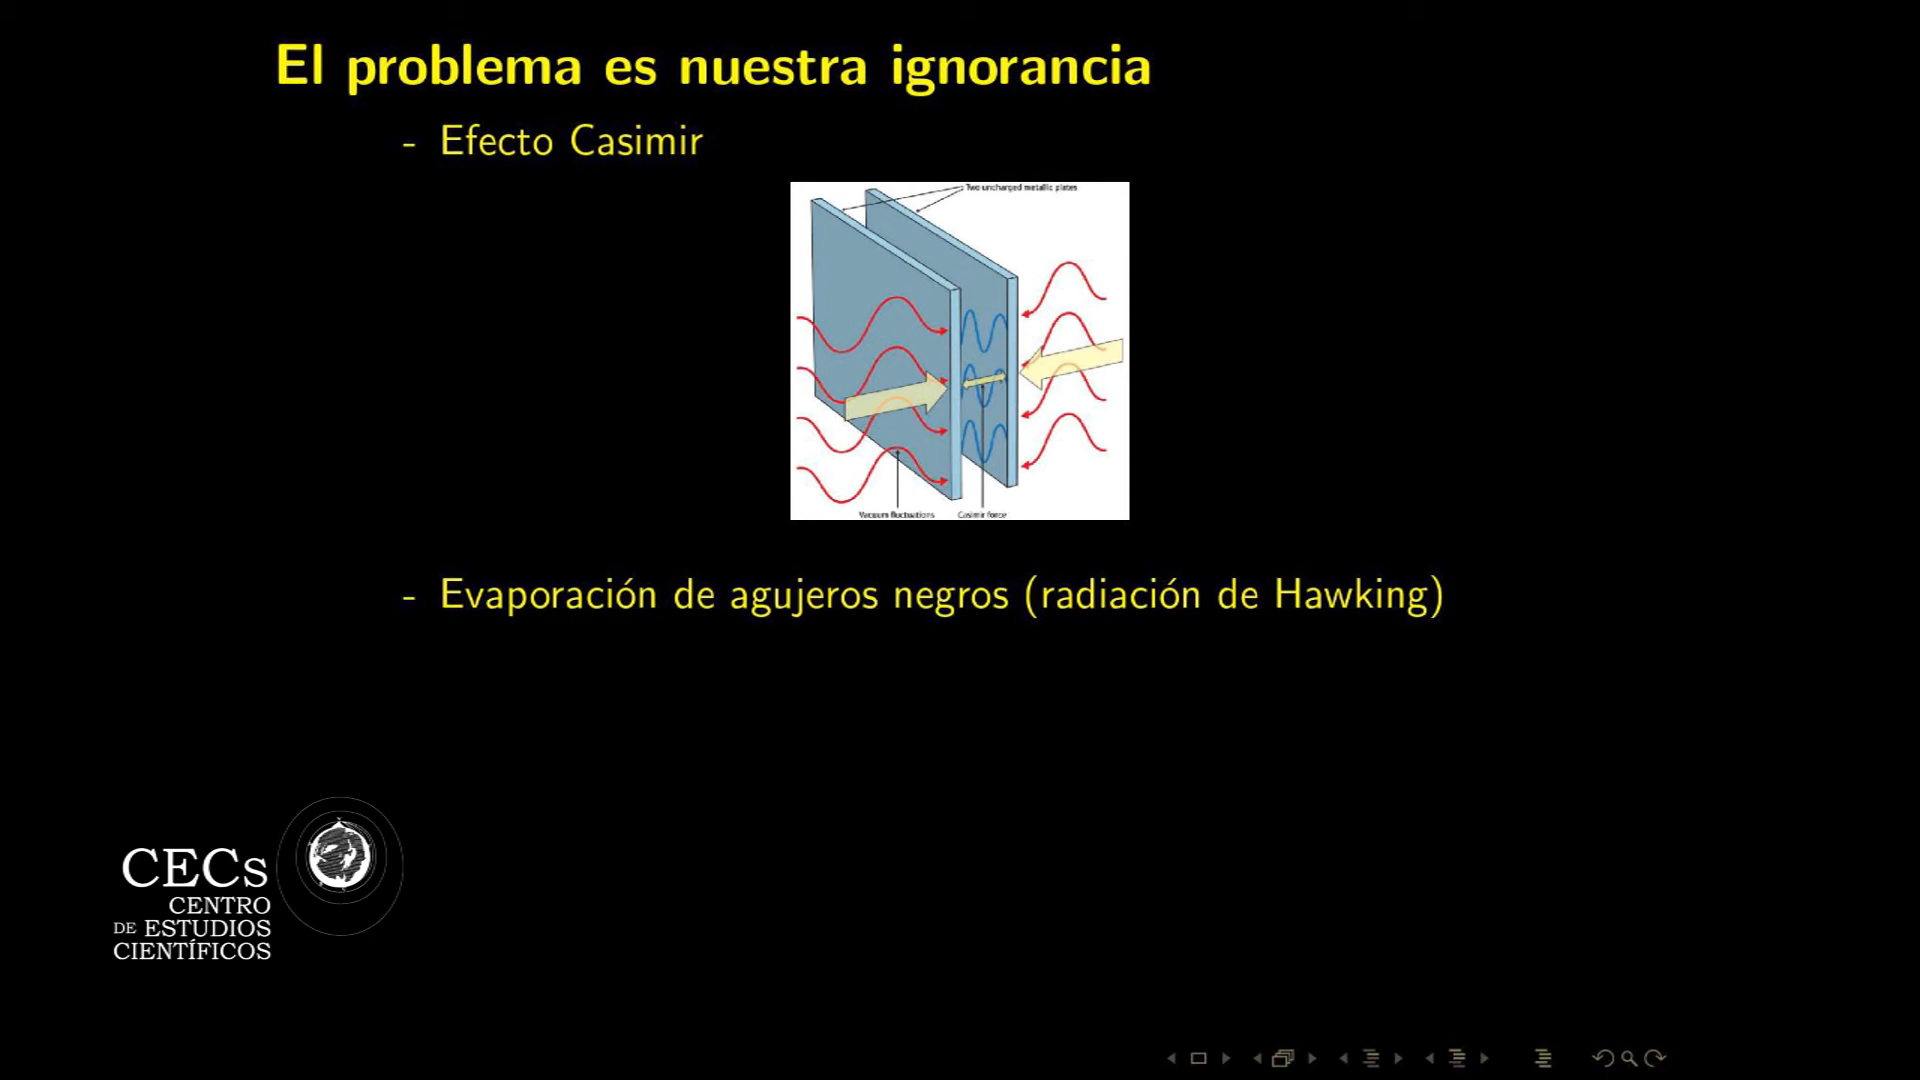 El problema es nuestra ignorancia
- Efecto Casimir
Two uncharged metallic plates
Vacuum fluctuations
Casimir force
- Evaporación de agujeros negros (radiación de Hawking)
CECs
CENTRO
DE ESTUDIOS
CIENTÍFICOS